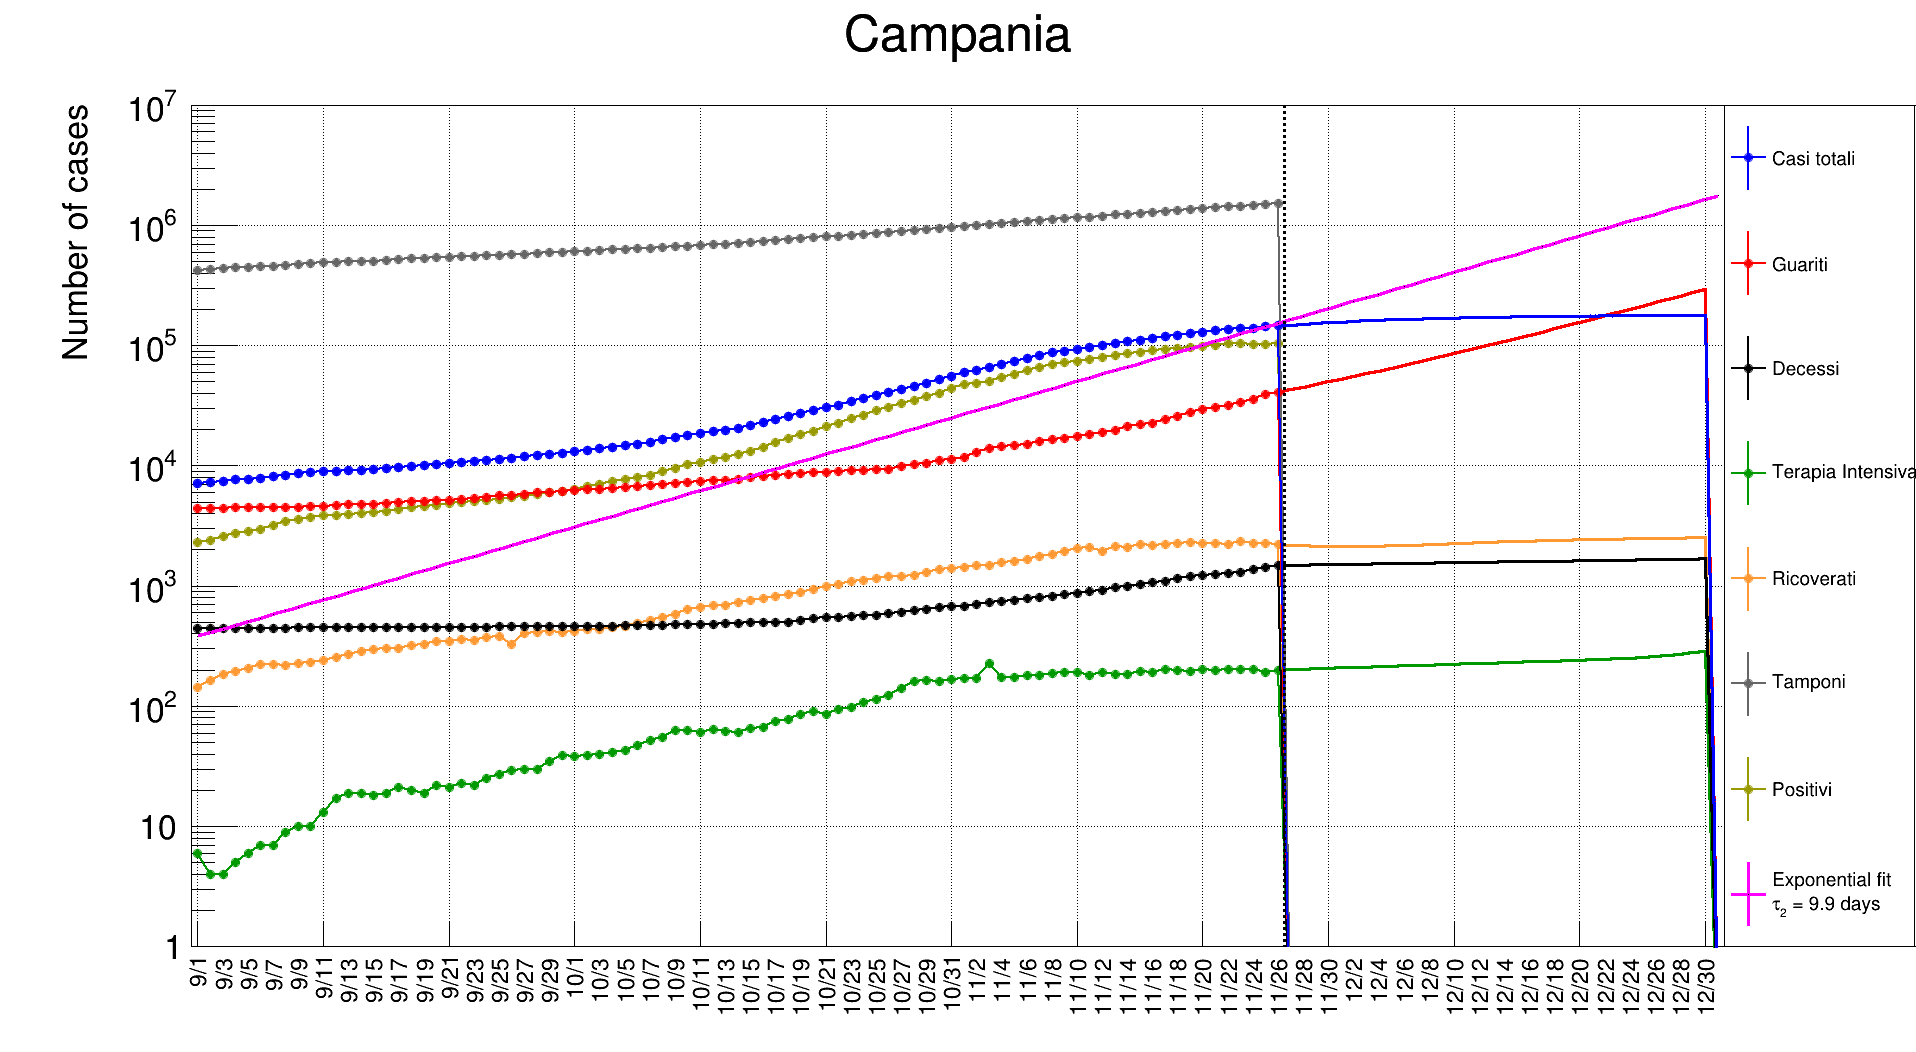 Campania
Number of cases
10^7
10^6
10^5
10^4
10^3
10^2
10
1
9/1 9/3 9/5 9/7 9/9 9/11 9/13 9/15 9/17 9/19 9/21 9/23 9/25 9/27 9/29 10/1 10/3 10/5 10/7 10/9 10/11 10/13 10/15 10/17 10/19 10/21 10/23 10/25 10/27 10/29 10/31 11/2 11/4 11/6 11/8 11/10 11/12 11/14 11/16 11/18 11/20 11/22 11/24 11/26 11/28 11/30 12/2 12/4 12/6 12/8 12/10 12/12 12/14 12/16 12/18 12/20 12/22 12/24 12/26 12/28 12/30
Casi totali
Guariti
Decessi
Terapia Intensiva
Ricoverati
Tamponi
Positivi
Exponential fit
τ₂ = 9.9 days